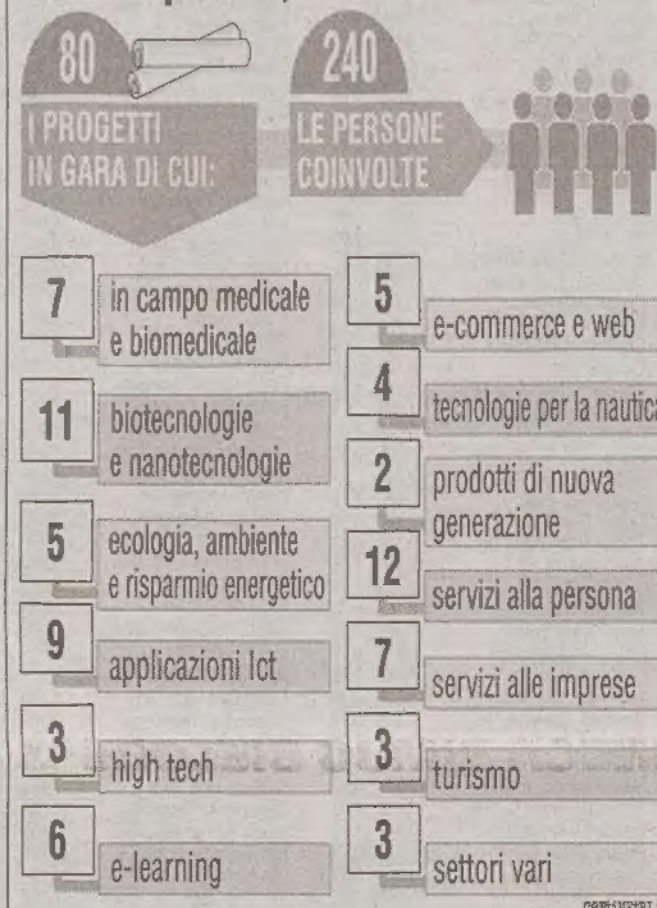 80
I PROGETTI
IN GARA DI CUI:
240
LE PERSONE
COINVOLTE
7
in campo medicale
e biomedicale
11
biotecnologie
e nanotecnologie
5
ecologia, ambiente
e risparmio energetico
9
applicazioni Ict
3
high tech
6
e-learning
5
e-commerce e web
4
tecnologie per la nautica
2
prodotti di nuova
generazione
12
servizi alla persona
7
servizi alle imprese
3
turismo
3
settori vari